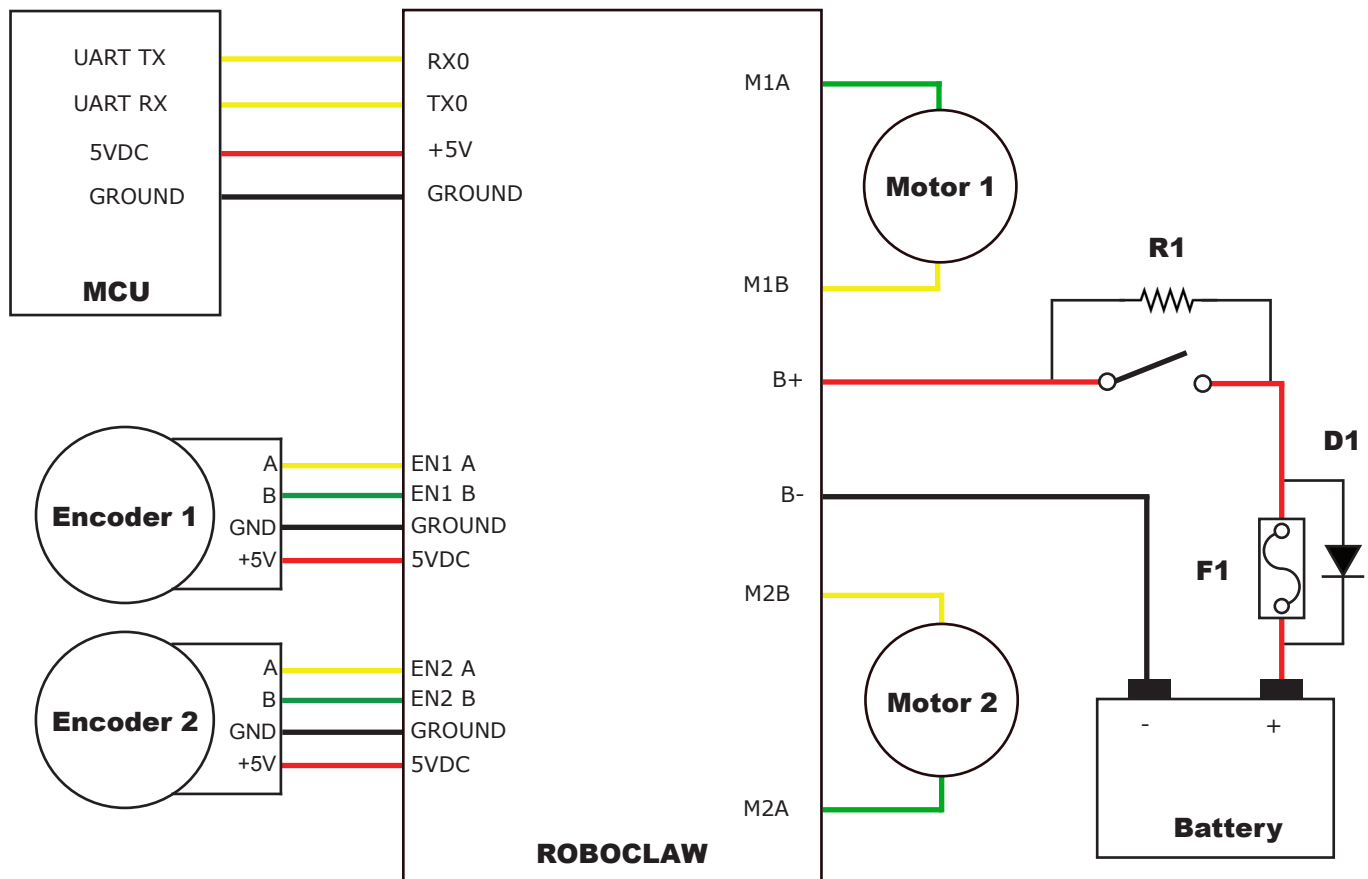 UART TX
UART RX
5VDC
GROUND
MCU
RX0
TX0
+5V
GROUND
M1A
Motor 1
M1B
R1
B+
D1
B-
F1
Encoder 1
A
B
GND
+5V
EN1 A
EN1 B
GROUND
5VDC
M2B
Motor 2
M2A
Encoder 2
A
B
GND
+5V
EN2 A
EN2 B
GROUND
5VDC
- +
Battery
ROBOCLAW